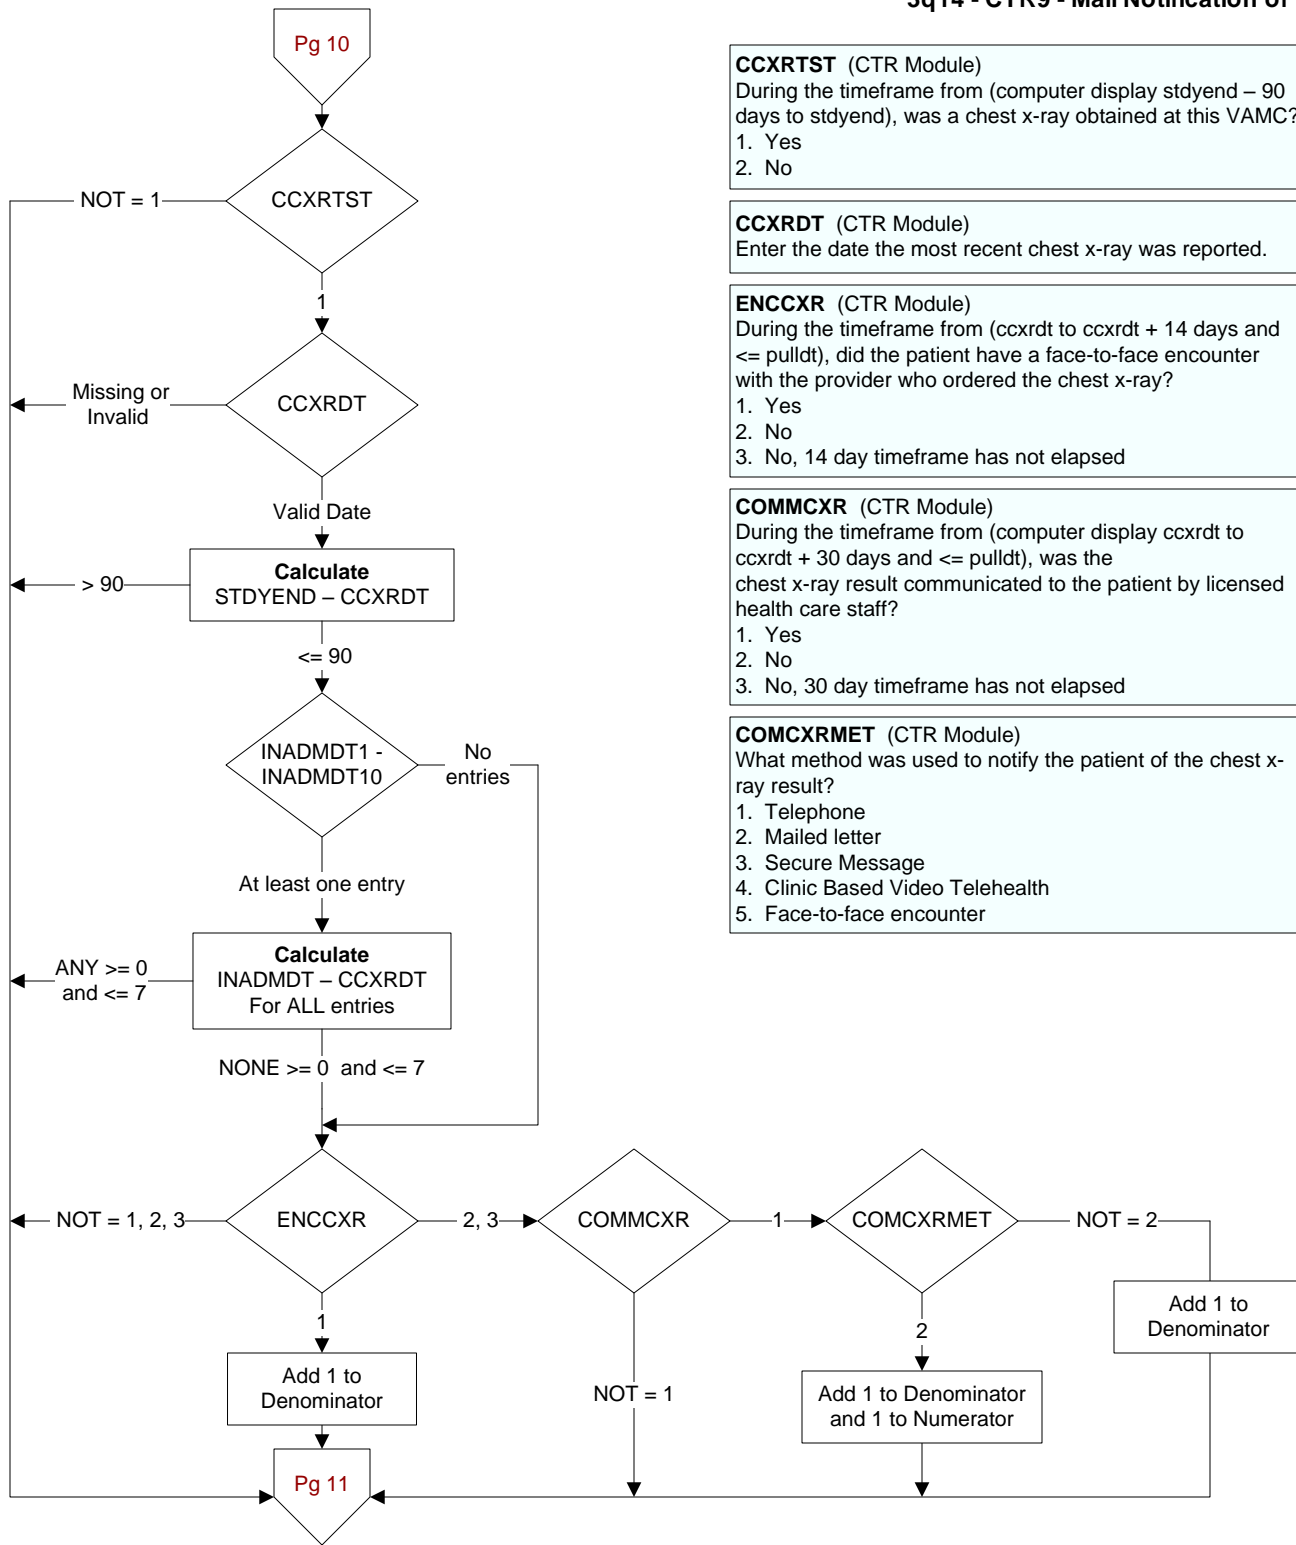 3q14 - CTR9 - Mail Notification of
Pg 10
CCXRTST
NOT = 1
1
CCXRDT
Missing or
Invalid
Valid Date
Calculate
STDYEND – CCXRDT
> 90
<= 90
INADMDT1 -
INADMDT10
No
entries
At least one entry
Calculate
INADMDT – CCXRDT
For ALL entries
ANY >= 0
and <= 7
NONE >= 0 and <= 7
NOT = 1, 2, 3
ENCCXR
2, 3
COMMCXR
1
COMCXRMET
NOT = 2
1
Add 1 to
Denominator
NOT = 1
2
Add 1 to Denominator
and 1 to Numerator
Add 1 to
Denominator
Pg 11
CCXRTST (CTR Module)
During the timeframe from (computer display stdyend – 90
days to stdyend), was a chest x-ray obtained at this VAMC?
1. Yes
2. No
CCXRDT (CTR Module)
Enter the date the most recent chest x-ray was reported.
ENCCXR (CTR Module)
During the timeframe from (ccxrdt to ccxrdt + 14 days and
<= pulldt), did the patient have a face-to-face encounter
with the provider who ordered the chest x-ray?
1. Yes
2. No
3. No, 14 day timeframe has not elapsed
COMMCXR (CTR Module)
During the timeframe from (computer display ccxrdt to
ccxrdt + 30 days and <= pulldt), was the
chest x-ray result communicated to the patient by licensed
health care staff?
1. Yes
2. No
3. No, 30 day timeframe has not elapsed
COMCXRMET (CTR Module)
What method was used to notify the patient of the chest x-
ray result?
1. Telephone
2. Mailed letter
3. Secure Message
4. Clinic Based Video Telehealth
5. Face-to-face encounter